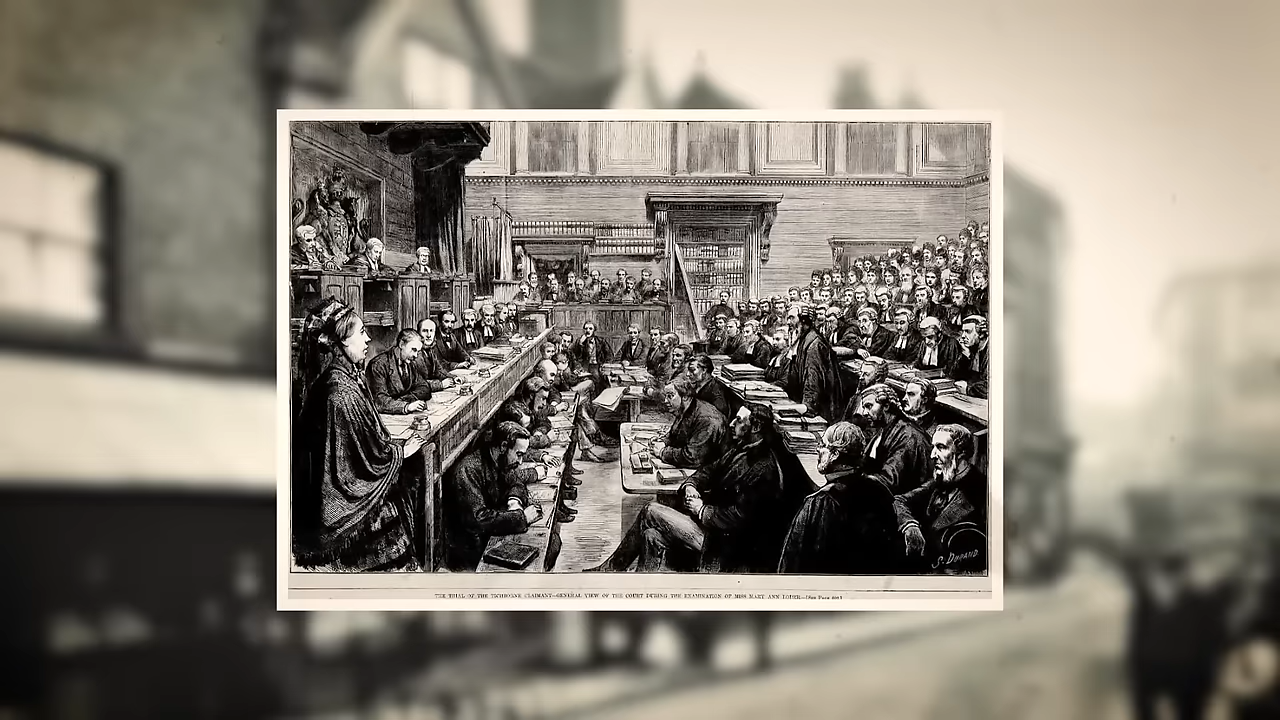 S. DURAND
THE TRIAL OF THE TICHBORNE CLAIMANT—GENERAL VIEW OF THE COURT DURING THE EXAMINATION OF MISS MARY ANN LODER—(SEE PAGE